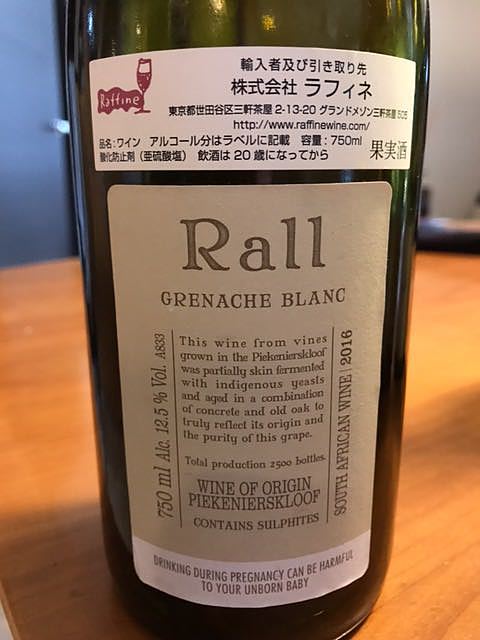 輸入者及び引き取り先
Raffine
株式会社 ラフィネ
東京都世田谷区三軒茶屋 2-13-20 グランドメゾン三軒茶屋 505
http://www.raffinewine.com/
品名:ワイン アルコール分はラベルに記載 容量:750ml
酸化防止剤(亜硫酸塩) 飲酒は20歳になってから
果実酒
Rall
GRENACHE BLANC
750 ml Alc. 12.5 % Vol. A833
This wine from vines
grown in the Piekenierskloof
was partially skin fermented
with indigenous yeasts
and aged in a combination
of concrete and old oak to
truly reflect its origin and
the purity of this grape.
Total production 2500 bottles.
WINE OF ORIGIN
PIEKENIERSKLOOF
CONTAINS SULPHITES
SOUTH AFRICAN WINE | 2016
DRINKING DURING PREGNANCY CAN BE HARMFUL
TO YOUR UNBORN BABY